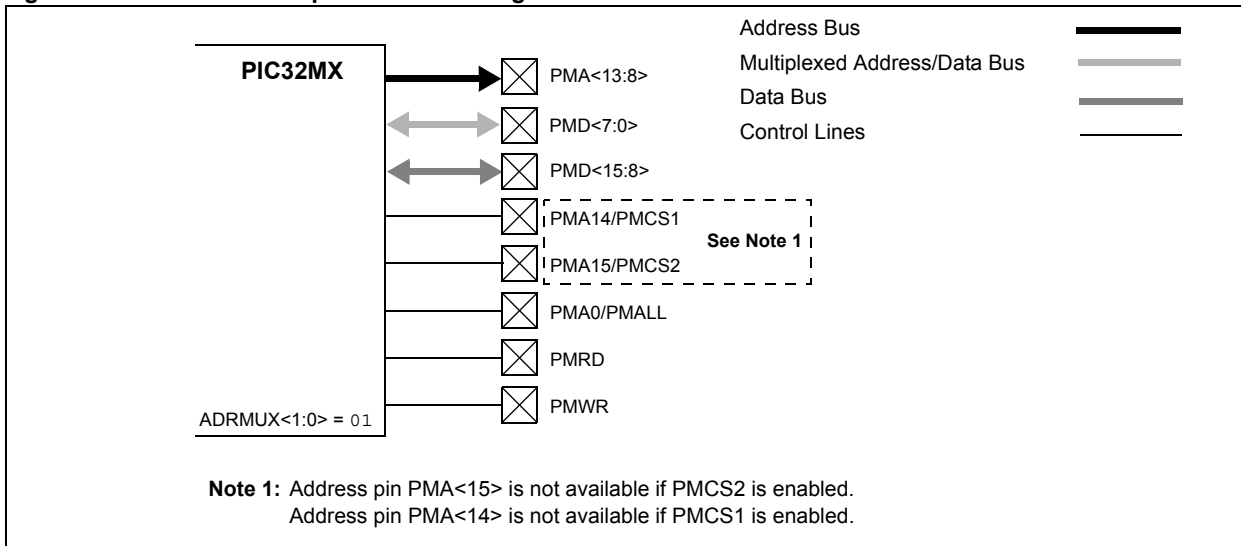 PIC32MX
PMA<13:8>
PMD<7:0>
PMD<15:8>
PMA14/PMCS1
See Note 1
PMA15/PMCS2
PMA0/PMALL
PMRD
PMWR
ADRMUX<1:0> = 01
Address Bus
Multiplexed Address/Data Bus
Data Bus
Control Lines
Note 1: Address pin PMA<15> is not available if PMCS2 is enabled.
Address pin PMA<14> is not available if PMCS1 is enabled.